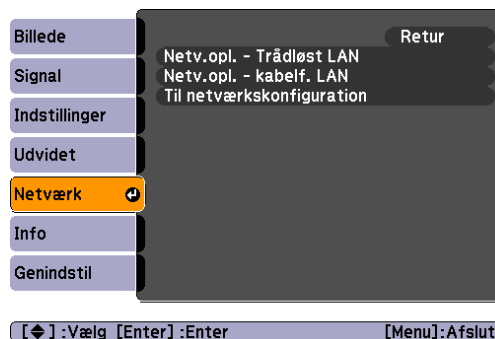 Billede
Signal
Indstillinger
Udvidet
Netværk
Info
Genindstil
Retur
Netv.opl. - Trådløst LAN
Netv.opl. - kabelf. LAN
Til netværkskonfiguration
[◆] :Vælg [Enter] :Enter [Menu]:Afslut